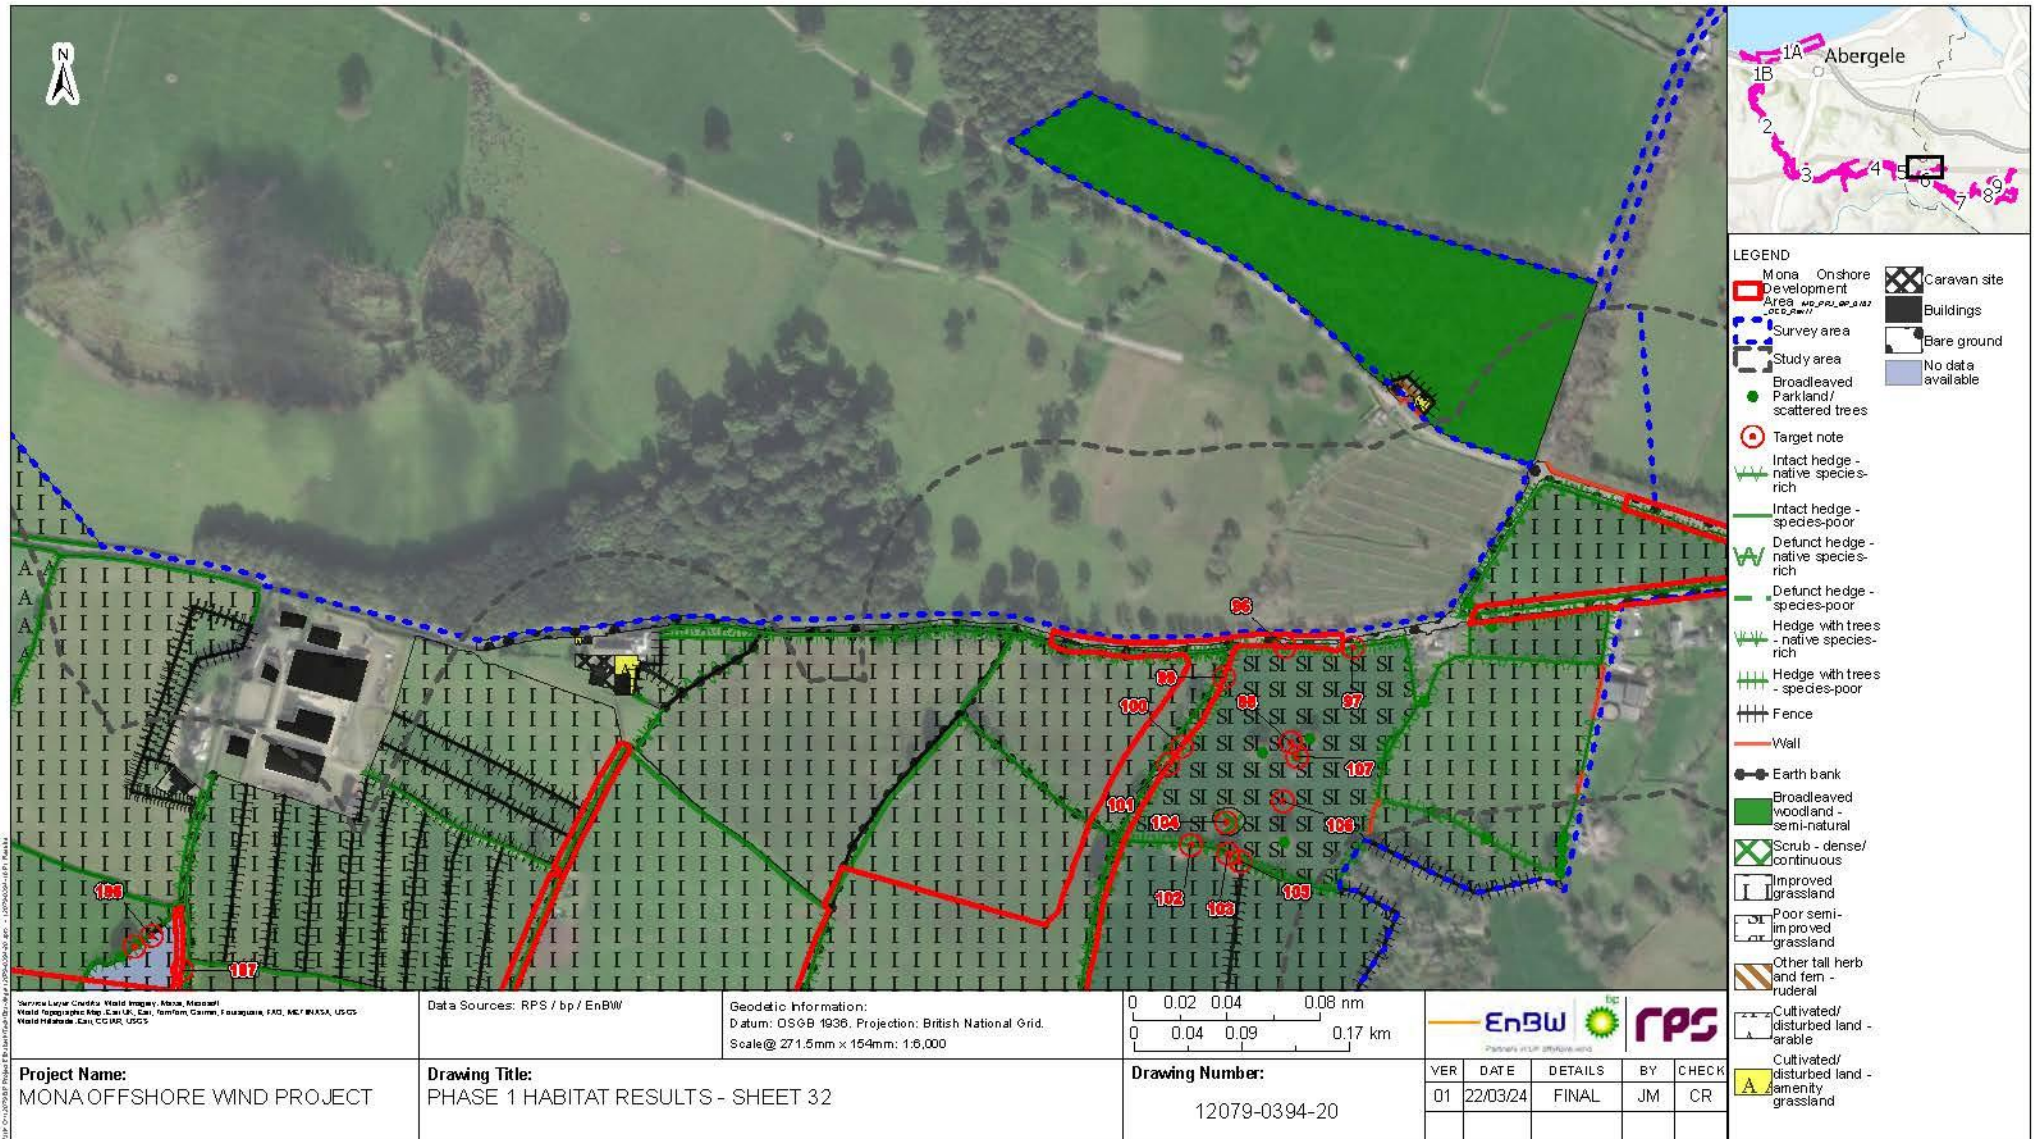 N
1A
Abergele
1B
2
3
4
5
6
7
8
9
LEGEND
Mona Onshore
Development
Area
Survey area
Study area
Broadleaved
Parkland/
scattered trees
Target note
Intact hedge -
native species-
rich
Intact hedge -
species-poor
Defunct hedge -
native species-
rich
Defunct hedge -
species-poor
Hedge with trees
- native species-
rich
Hedge with trees
- species-poor
Fence
Wall
Earth bank
Broadleaved
woodland -
semi-natural
Scrub - dense/
continuous
Improved
grassland
Poor semi-
improved
grassland
Other tall herb
and fern -
ruderal
Cultivated/
disturbed land -
arable
Cultivated/
disturbed land -
amenity
grassland
Caravan site
Buildings
Bare ground
No data
available
96
99
98
97
100
107
101
104
106
102
103
105
187
Data Sources: RPS / bp / EnBW
Geodetic Information:
Datum: OSGB 1936. Projection: British National Grid.
Scale@ 271.5mm x 154mm: 1:6,000
0 0.02 0.04 0.08 nm
0 0.04 0.09 0.17 km
EnBW
bp
rps
Project Name:
MONA OFFSHORE WIND PROJECT
Drawing Title:
PHASE 1 HABITAT RESULTS - SHEET 32
Drawing Number:
12079-0394-20
VER DATE DETAILS BY CHECK
01 22/03/24 FINAL JM CR